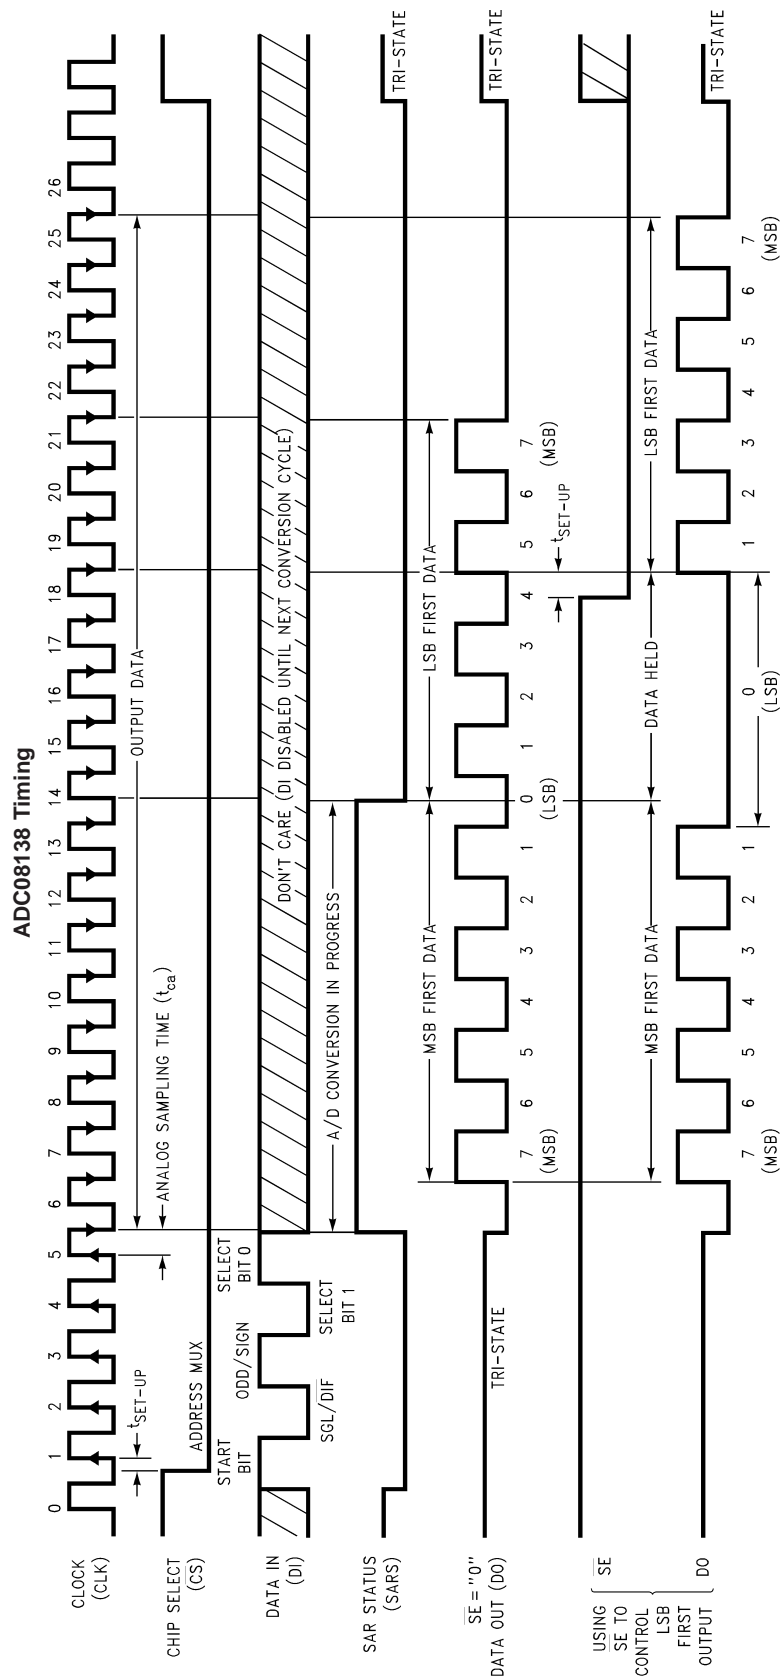 ADC08138 Timing
CLOCK
(CLK)
0 1 2 3 4 5 6 7 8 9 10 11 12 13 14 15 16 17 18 19 20 21 22 23 24 25 26
tSET-UP
ANALOG SAMPLING TIME (tca)
OUTPUT DATA
CHIP SELECT
(CS)
ADDRESS MUX
START
BIT
ODD/SIGN
SELECT
BIT 0
DATA IN
(DI)
DON'T CARE (DI DISABLED UNTIL NEXT CONVERSION CYCLE)
SGL/DIF
SELECT
BIT 1
A/D CONVERSION IN PROGRESS
SAR STATUS
(SARS)
TRI-STATE
MSB FIRST DATA
LSB FIRST DATA
SE = "0"
DATA OUT (DO)
TRI-STATE
TRI-STATE
7 6 5 4 3 2 1 0 1 2 3 4 5 6 7
(MSB)
(LSB)
(MSB)
tSET-UP
USING
SE TO
CONTROL
LSB
FIRST
OUTPUT
SE
MSB FIRST DATA
DATA HELD
LSB FIRST DATA
DO
TRI-STATE
7 6 5 4 3 2 1 0 1 2 3 4 5 6 7
(MSB)
(LSB)
(MSB)